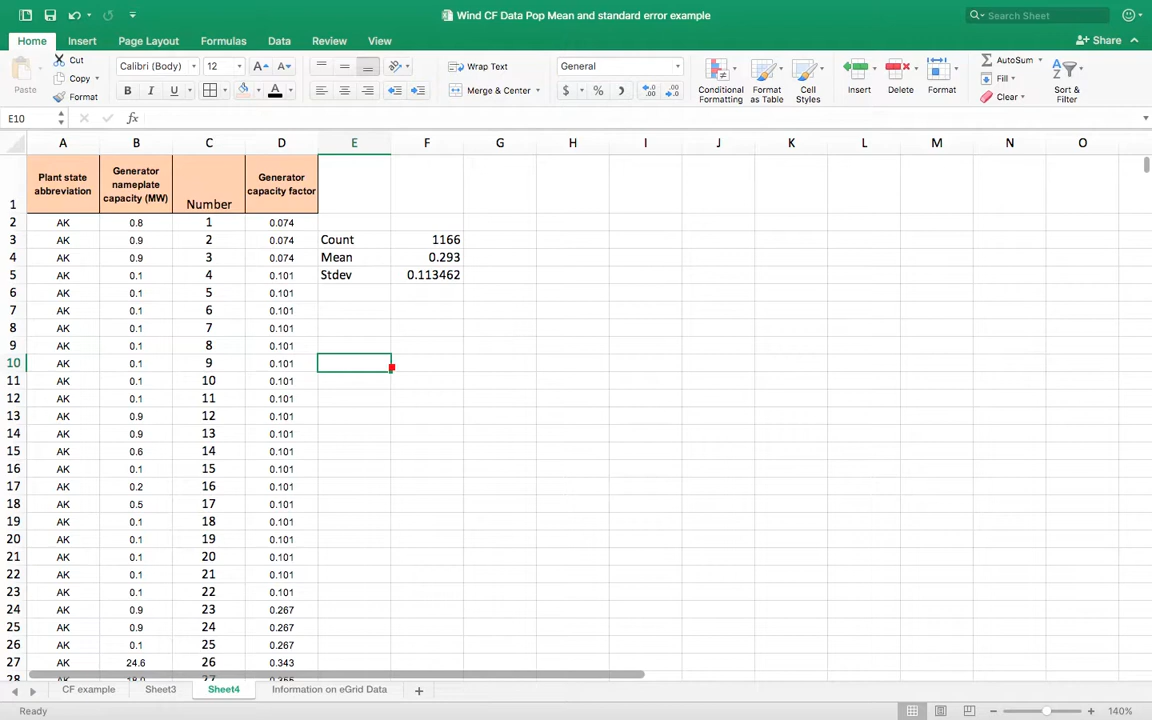 Wind CF Data Pop Mean and standard error example
Search Sheet
Home Insert Page Layout Formulas Data Review View
Share
Paste
Cut
Copy
Format
Calibri (Body) 12
B I U
Wrap Text
Merge & Center
General
$ %
Conditional Formatting
Format as Table
Cell Styles
Insert
Delete
Format
AutoSum
Fill
Clear
Sort & Filter
E10 fx
A B C D E F G H I J K L M N O
1 Plant state abbreviation Generator nameplate capacity (MW) Number Generator capacity factor
2 AK 0.8 1 0.074
3 AK 0.9 2 0.074 Count 1166
4 AK 0.9 3 0.074 Mean 0.293
5 AK 0.1 4 0.101 Stdev 0.113462
6 AK 0.1 5 0.101
7 AK 0.1 6 0.101
8 AK 0.1 7 0.101
9 AK 0.1 8 0.101
10 AK 0.1 9 0.101
11 AK 0.1 10 0.101
12 AK 0.1 11 0.101
13 AK 0.9 12 0.101
14 AK 0.9 13 0.101
15 AK 0.6 14 0.101
16 AK 0.1 15 0.101
17 AK 0.2 16 0.101
18 AK 0.5 17 0.101
19 AK 0.1 18 0.101
20 AK 0.1 19 0.101
21 AK 0.1 20 0.101
22 AK 0.1 21 0.101
23 AK 0.1 22 0.101
24 AK 0.9 23 0.267
25 AK 0.9 24 0.267
26 AK 0.1 25 0.267
27 AK 24.6 26 0.343
28 AK 27
CF example Sheet3 Sheet4 Information on eGrid Data +
Ready
140%